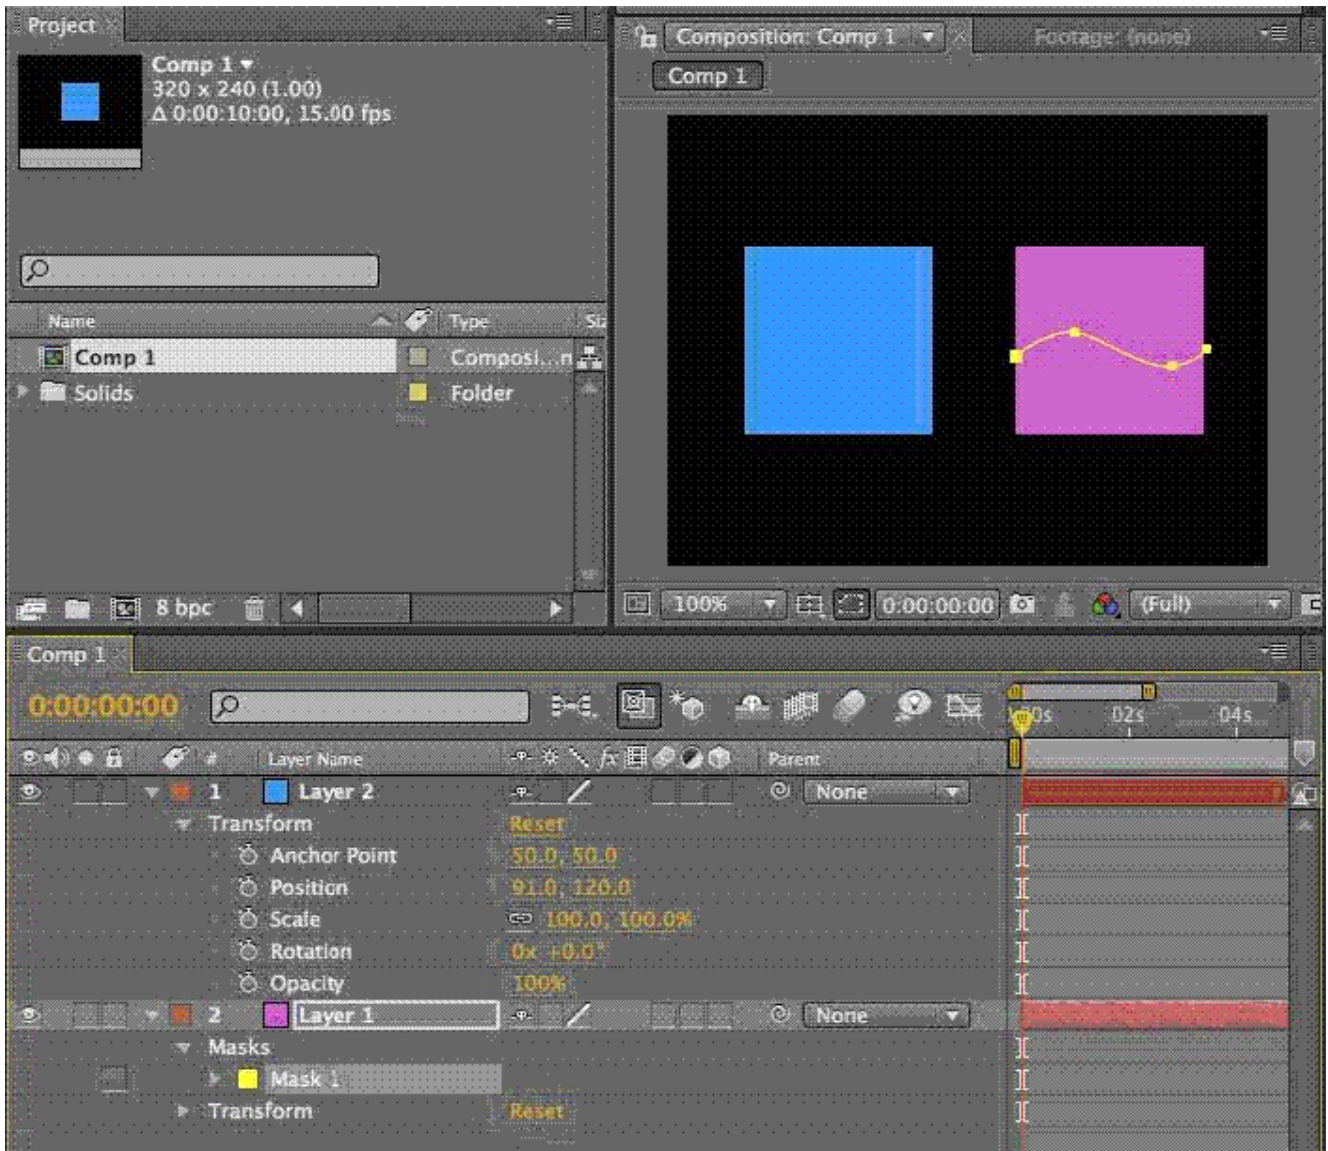 Project
Comp 1
320 x 240 (1.00)
Δ 0:00:10:00, 15.00 fps
Name Type Siz
Comp 1 Composi...n
Solids Folder
8 bpc
Composition: Comp 1 Footage: (none)
Comp 1
100% 0:00:00:00 (Full)
Comp 1
0:00:00:00
00s 02s 04s
# Layer Name fx Parent
1 Layer 2 None
Transform Reset
Anchor Point 50.0, 50.0
Position 91.0, 120.0
Scale 100.0, 100.0%
Rotation 0x +0.0°
Opacity 100%
2 Layer 1 None
Masks
Mask 1
Transform Reset